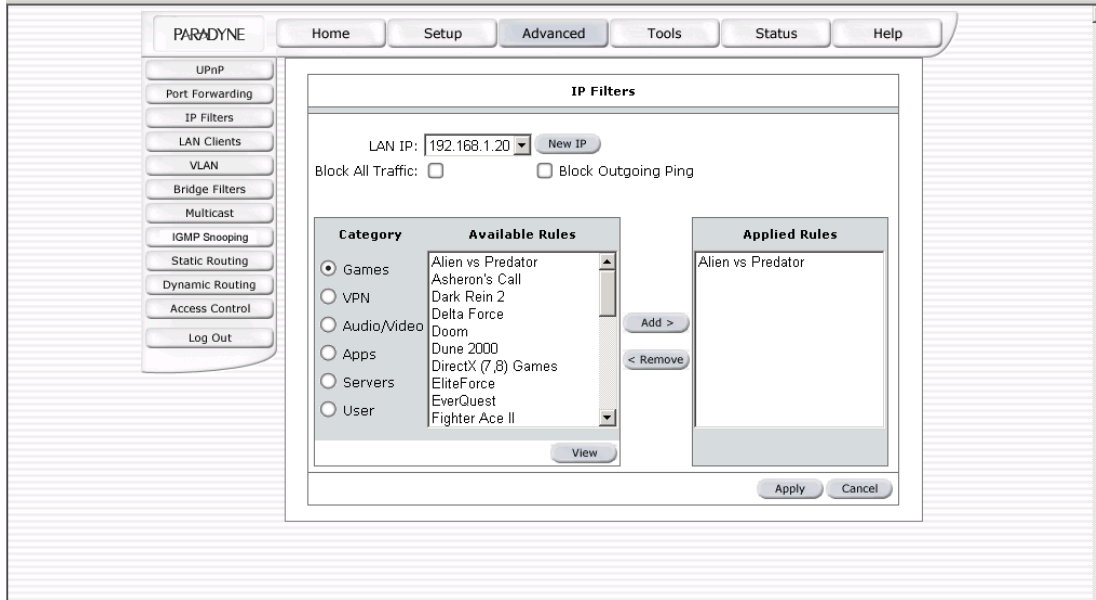 PARADYNE
Home Setup Advanced Tools Status Help
UPnP
Port Forwarding
IP Filters
LAN Clients
VLAN
Bridge Filters
Multicast
IGMP Snooping
Static Routing
Dynamic Routing
Access Control
Log Out
IP Filters
LAN IP: 192.168.1.20 New IP
Block All Traffic: Block Outgoing Ping
Category
Games
VPN
Audio/Video
Apps
Servers
User
Available Rules
Alien vs Predator
Asheron's Call
Dark Rein 2
Delta Force
Doom
Dune 2000
DirectX (7,8) Games
EliteForce
EverQuest
Fighter Ace II
View
Add >
< Remove
Applied Rules
Alien vs Predator
Apply Cancel